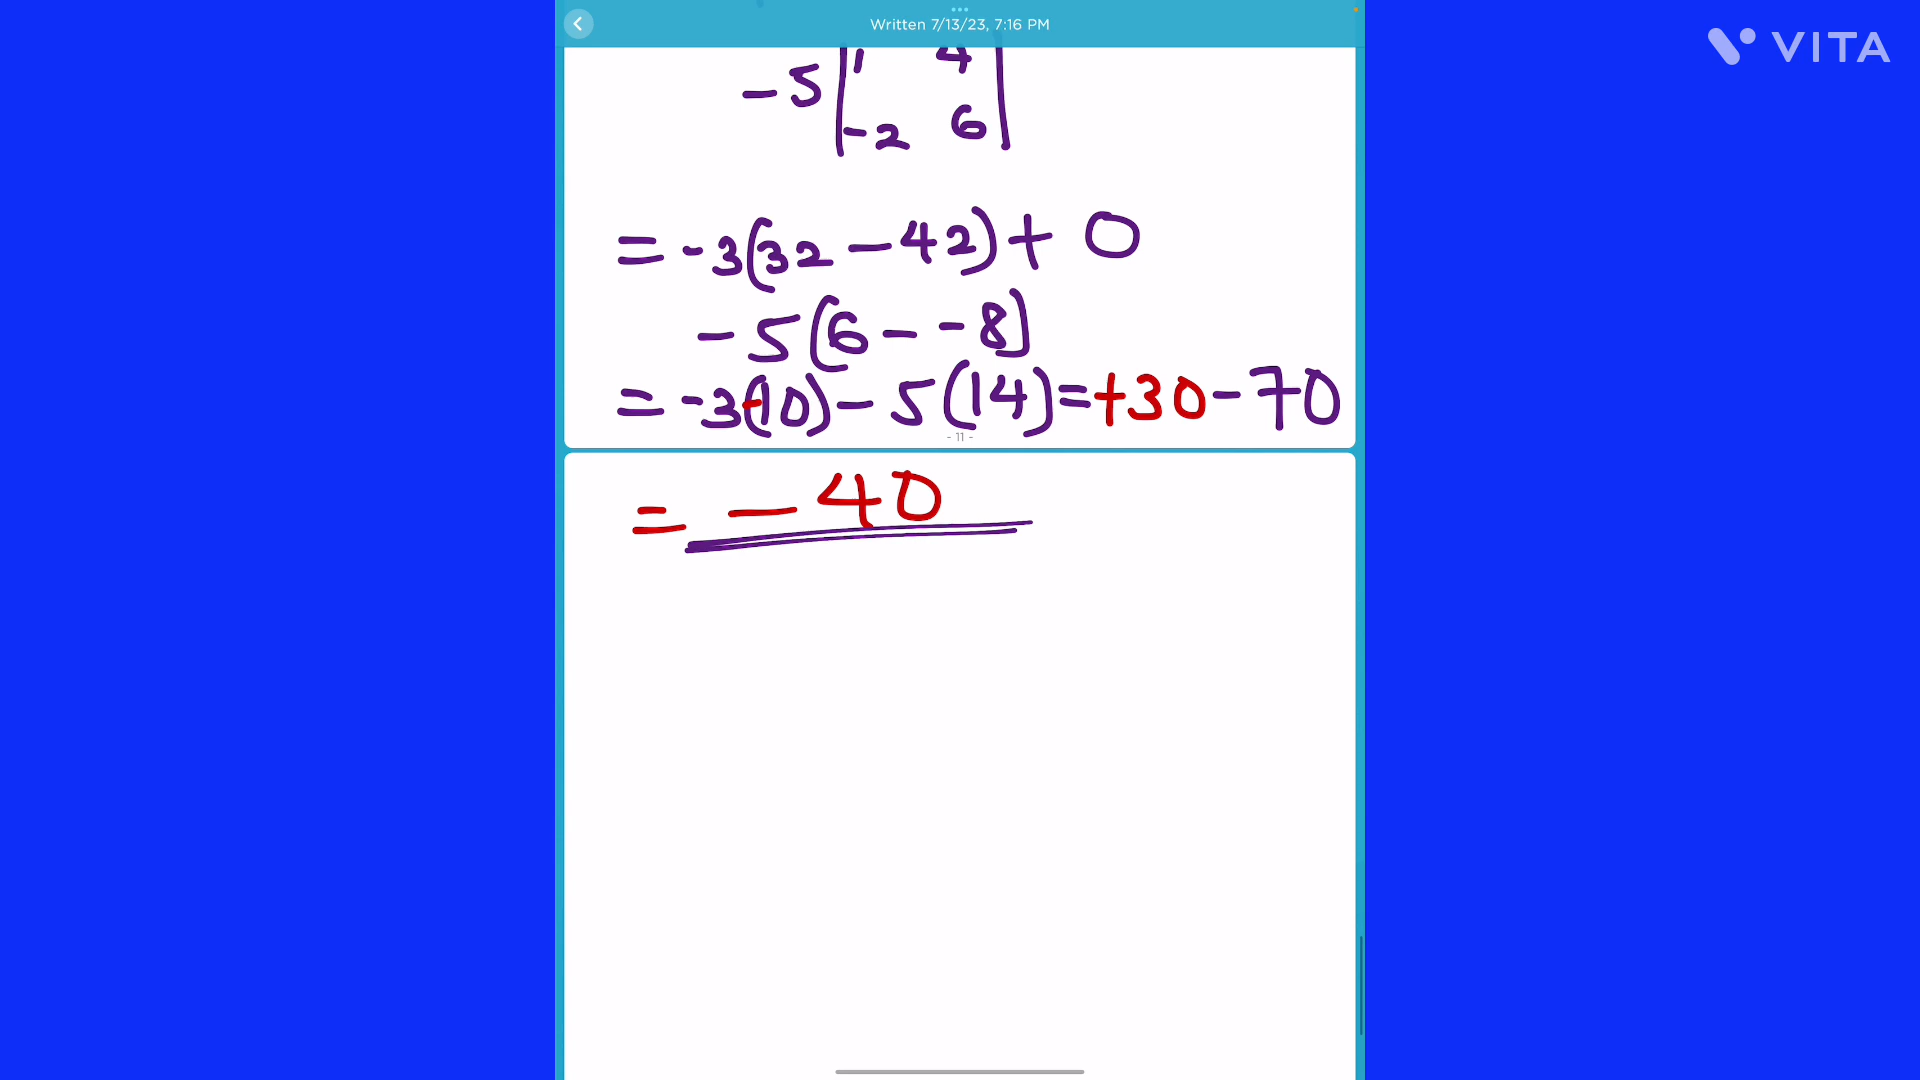 Written 7/13/23, 7:16 PM
VITA
-5 | 1 4 |
| -2 6 |
= -3(32 - 42) + 0
- 5(6 - -8)
= -3(-10) - 5(14) = +30 - 70
- 11 -
= - 40